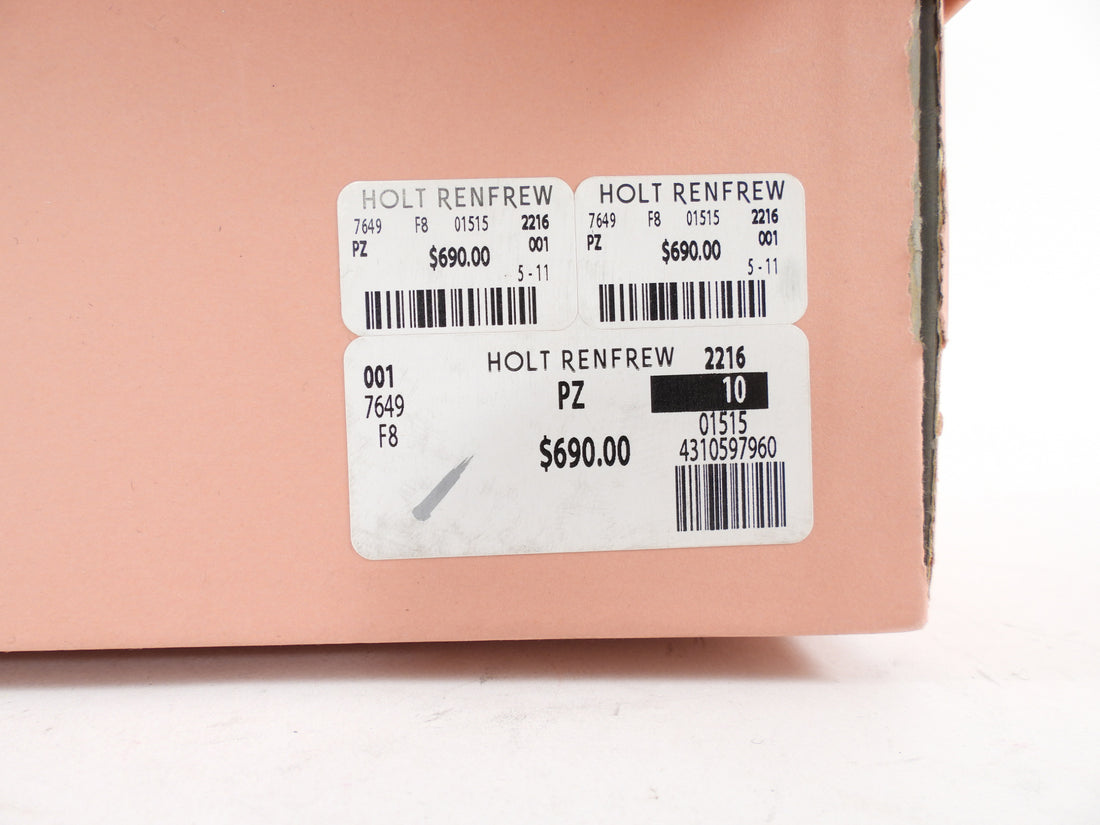 HOLT RENFREW
7649 F8 01515 2216
PZ $690.00 001
5-11
HOLT RENFREW
7649 F8 01515 2216
PZ $690.00 001
5-11
HOLT RENFREW 2216
001 PZ 10
7649 01515
F8 $690.00 4310597960